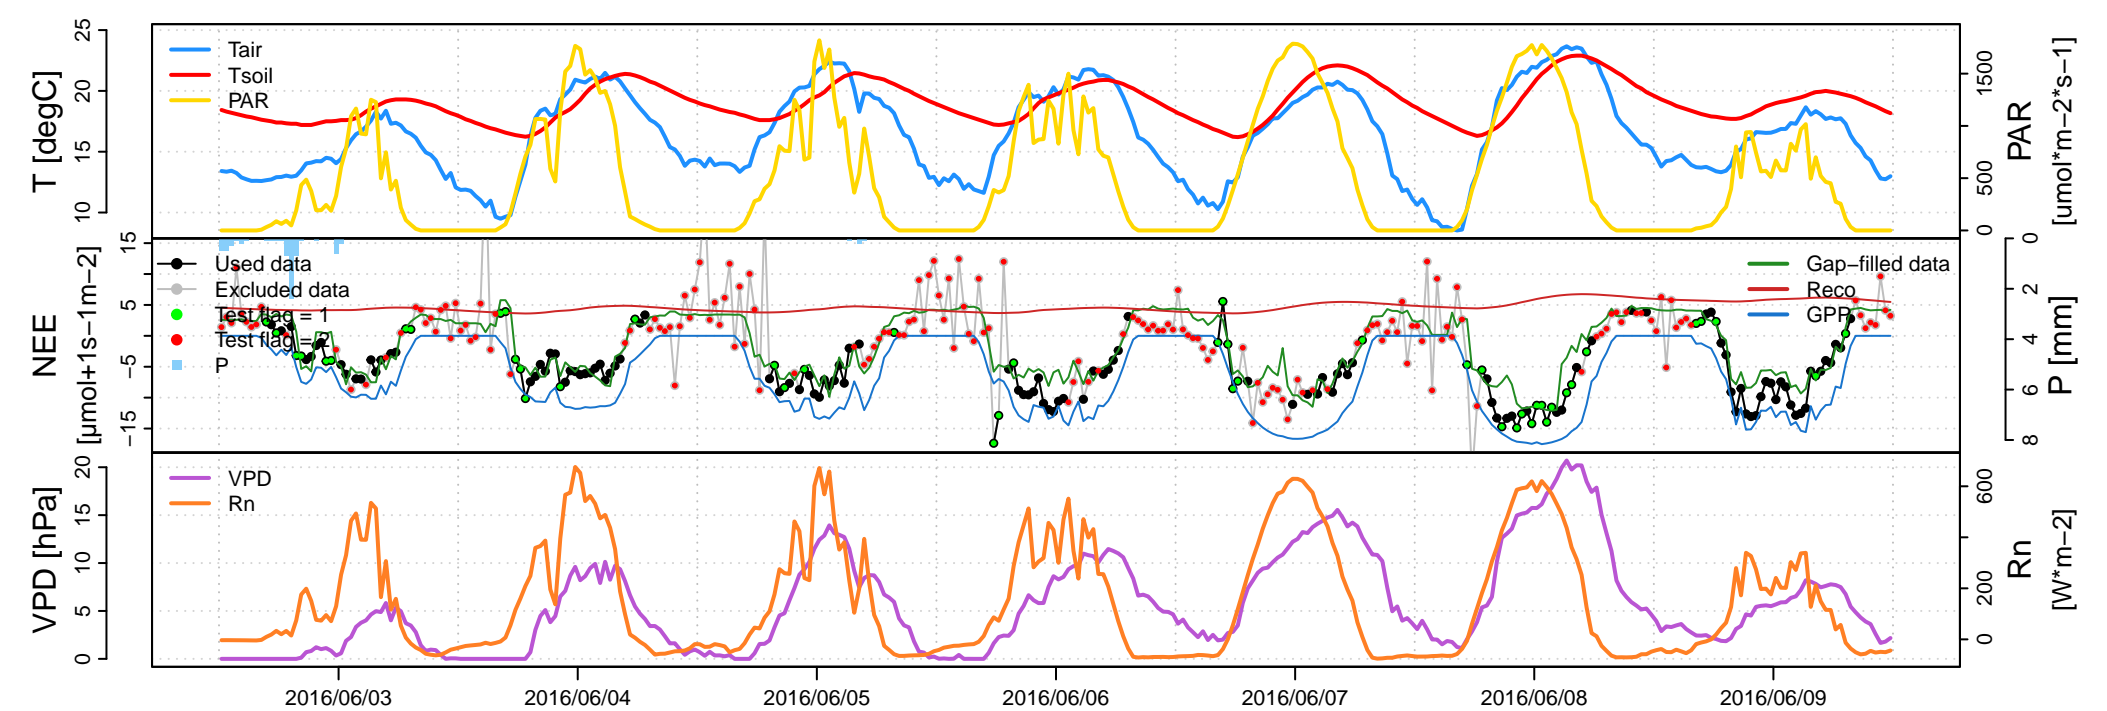 T [degC]
25
20
15
10
Tair
Tsoil
PAR
1500
500
0
PAR
[umol*m−2*s−1]
NEE
[µmol+1s−1m−2]
15
5
−5
−15
Used data
Excluded data
Test flag = 1
Test flag = 2
P
Gap−filled data
Reco
GPP
0
2
4
6
8
P [mm]
VPD [hPa]
20
15
10
5
0
VPD
Rn
600
200
0
Rn
[W*m−2]
2016/06/03
2016/06/04
2016/06/05
2016/06/06
2016/06/07
2016/06/08
2016/06/09